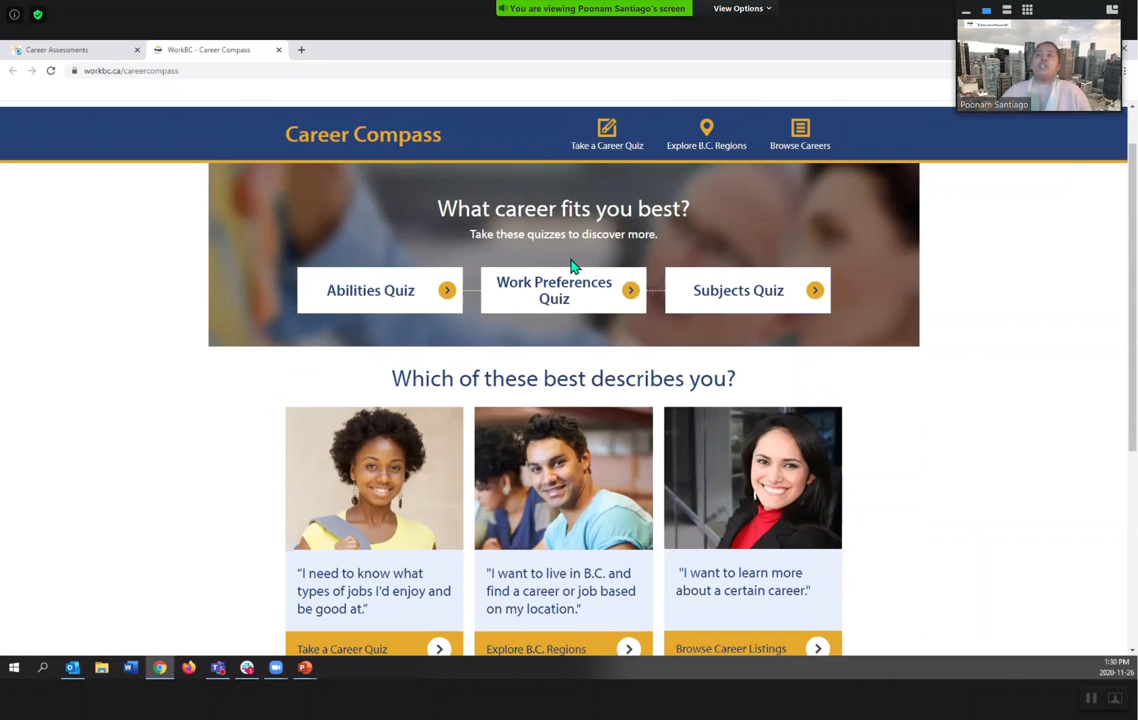 You are viewing Poonam Santiago's screen
View Options
Career Assessments
WorkBC - Career Compass
workbc.ca/careercompass
Poonam Santiago
Career Compass
Take a Career Quiz
Explore B.C. Regions
Browse Careers
What career fits you best?
Take these quizzes to discover more.
Abilities Quiz
Work Preferences
Quiz
Subjects Quiz
Which of these best describes you?
“I need to know what
types of jobs I'd enjoy and
be good at.”
"I want to live in B.C. and
find a career or job based
on my location."
"I want to learn more
about a certain career."
Take a Career Quiz
Explore B.C. Regions
Browse Career Listings
1:30 PM
2020-11-26